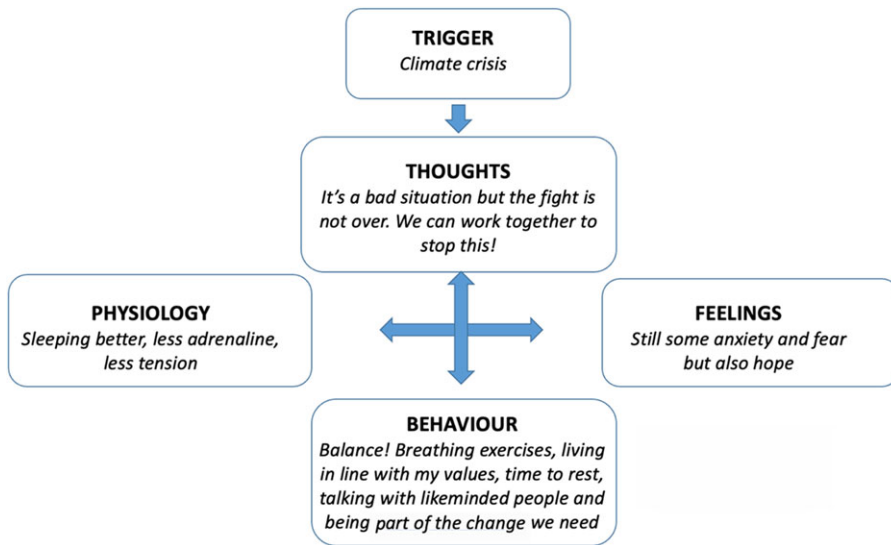 TRIGGER
Climate crisis
THOUGHTS
It's a bad situation but the fight is
not over. We can work together to
stop this!
PHYSIOLOGY
Sleeping better, less adrenaline,
less tension
FEELINGS
Still some anxiety and fear
but also hope
BEHAVIOUR
Balance! Breathing exercises, living
in line with my values, time to rest,
talking with likeminded people and
being part of the change we need